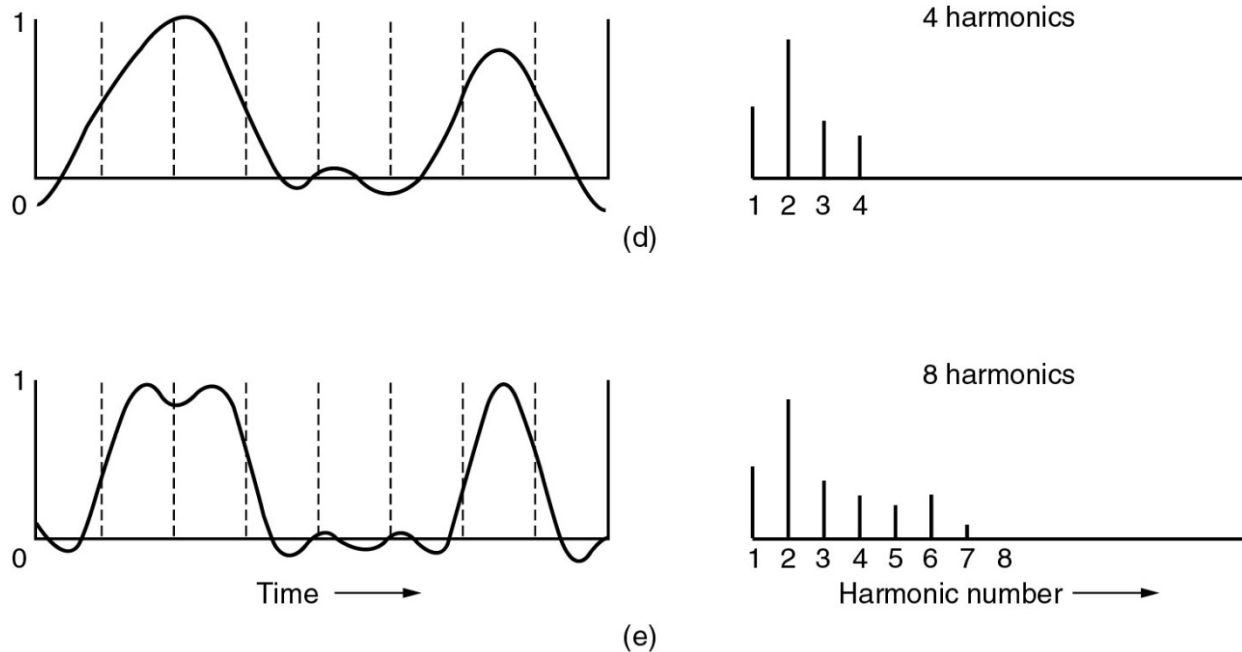 1
0
4 harmonics
1 2 3 4
(d)
1
0
Time
8 harmonics
1 2 3 4 5 6 7 8
Harmonic number
(e)